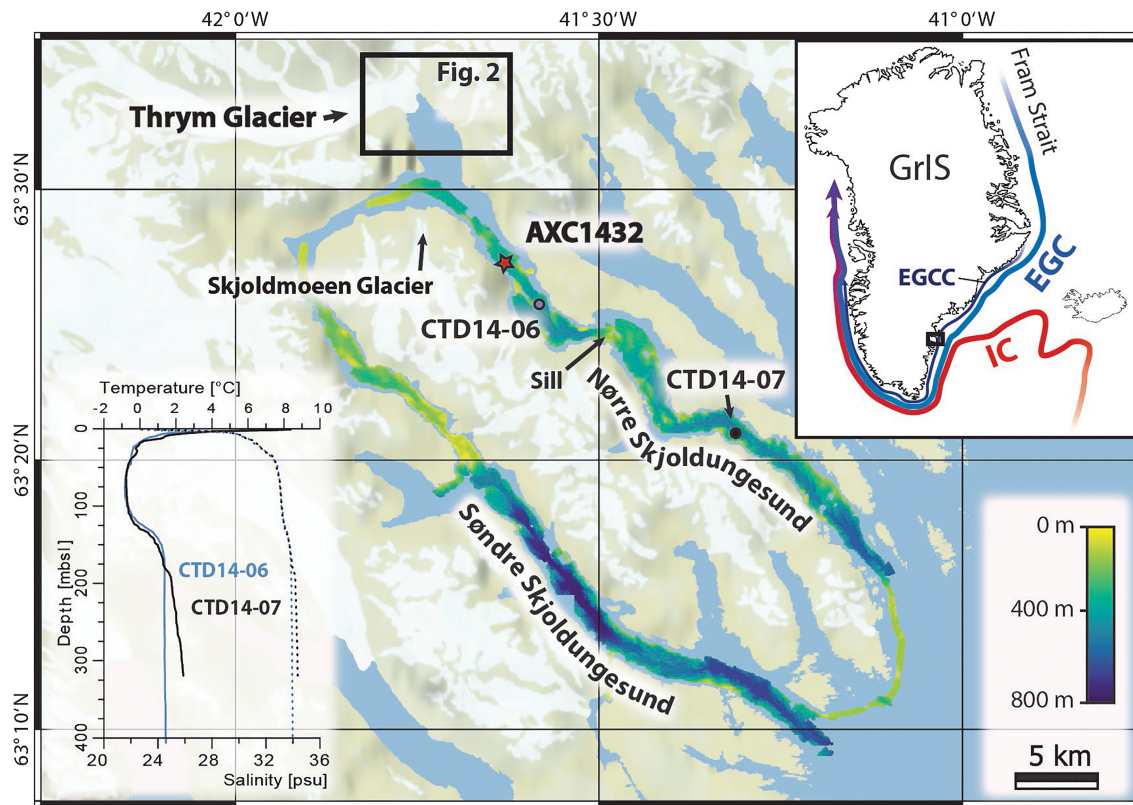 42°0'W
41°30'W
41°0'W
63°30'N
63°20'N
63°10'N
Fig. 2
Thrym Glacier
AXC1432
Skjoldmoeen Glacier
CTD14-06
Sill
CTD14-07
Nørre Skjoldungesund
Søndre Skjoldungesund
Fram Strait
GrIS
EGCC
EGC
IC
Temperature [°C]
-2 0 2 4 6 8 10
0
100
200
300
400
Depth [mbsl]
CTD14-06
CTD14-07
20 24 28 32 36
Salinity [psu]
0 m
400 m
800 m
5 km